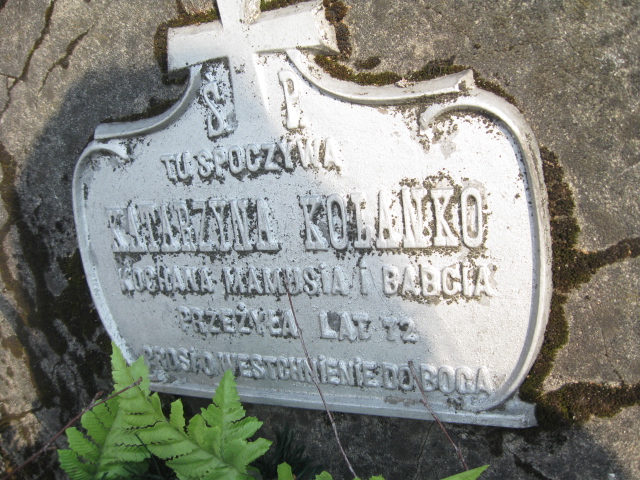 Ś P.
TU SPOCZYWA
KATARZYNA KOLANKO
KOCHANA MAMUSIA I BABCIA
PRZEŻYŁA LAT 72
PROSI O WESTCHNIENIE DO BOGA